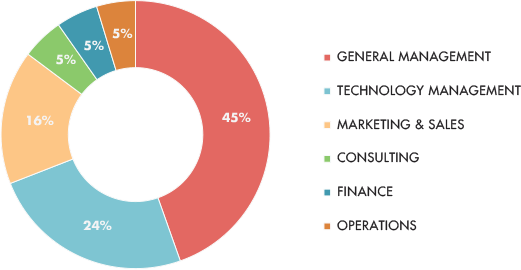 5%
5%
5%
16%
45%
24%
GENERAL MANAGEMENT
TECHNOLOGY MANAGEMENT
MARKETING & SALES
CONSULTING
FINANCE
OPERATIONS